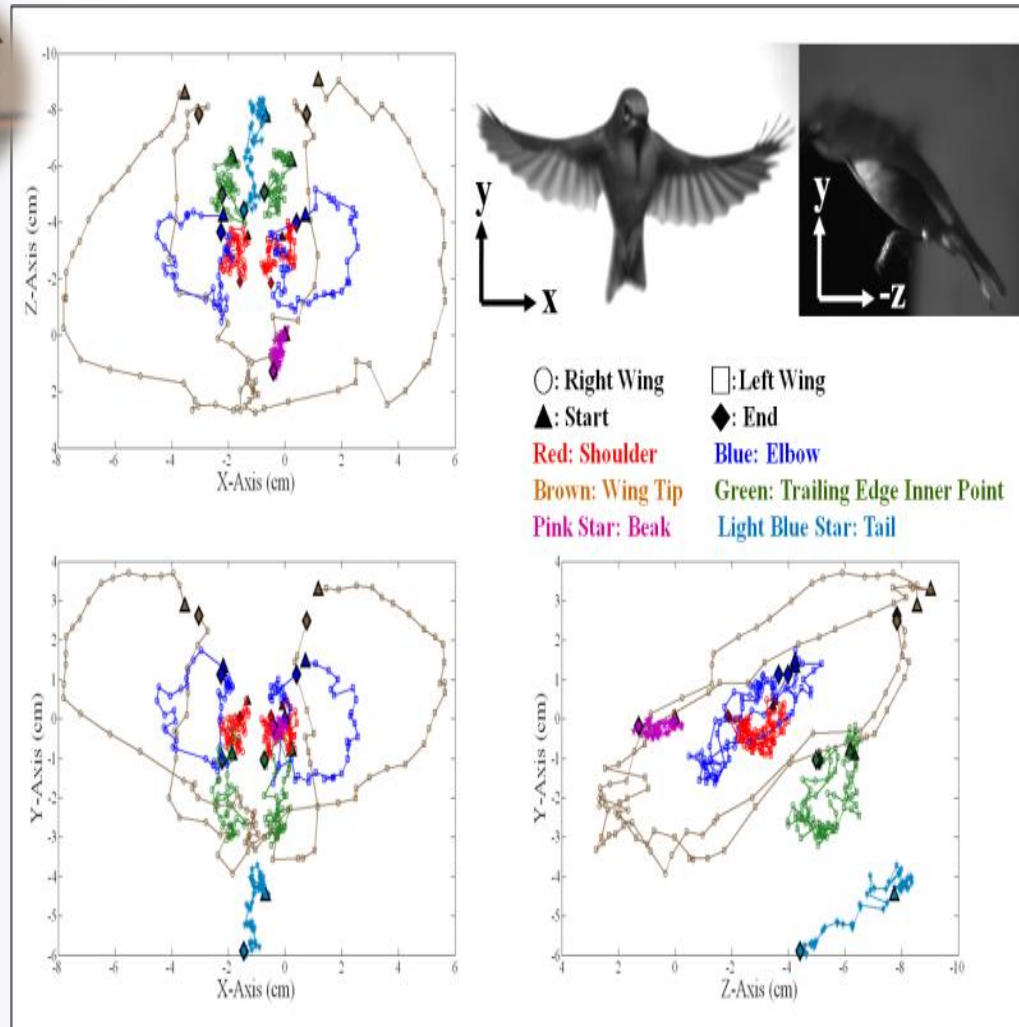 -10
-8
-6
-4
-2
0
2
4
Z-Axis (cm)
-8 -6 -4 -2 0 2 4 6
X-Axis (cm)
y
x
y
-z
○: Right Wing □: Left Wing
▲: Start ◆: End
Red: Shoulder Blue: Elbow
Brown: Wing Tip Green: Trailing Edge Inner Point
Pink Star: Beak Light Blue Star: Tail
4
3
2
1
0
-1
-2
-3
-4
-5
-6
Y-Axis (cm)
-8 -6 -4 -2 0 2 4 6
X-Axis (cm)
4
3
2
1
0
-1
-2
-3
-4
-5
-6
Y-Axis (cm)
4 2 0 -2 -4 -6 -8 -10
Z-Axis (cm)